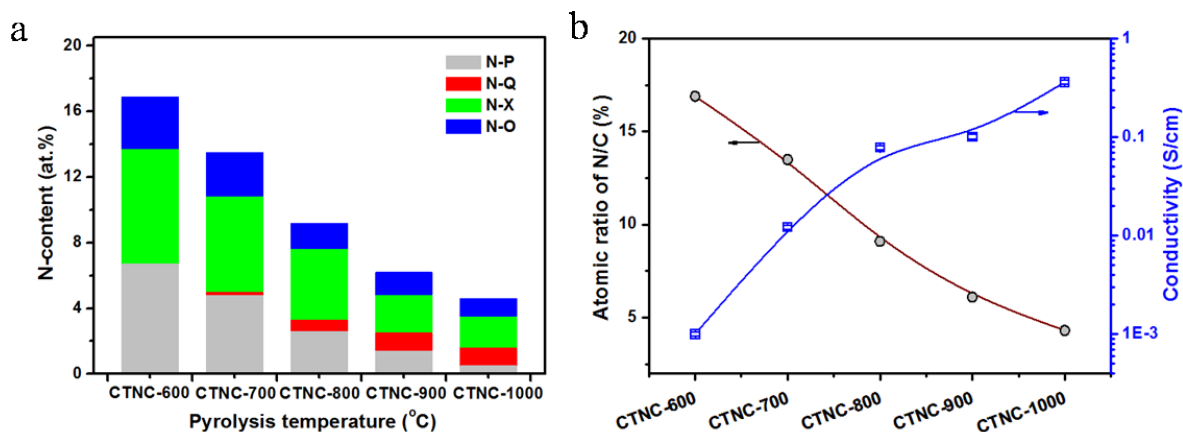 a
N-content (at.%)
20
16
12
8
4
0
N-P
N-Q
N-X
N-O
CTNC-600 CTNC-700 CTNC-800 CTNC-900 CTNC-1000
Pyrolysis temperature (°C)
b
Atomic ratio of N/C (%)
20
15
10
5
1
0.1
0.01
1E-3
Conductivity (S/cm)
CTNC-600 CTNC-700 CTNC-800 CTNC-900 CTNC-1000